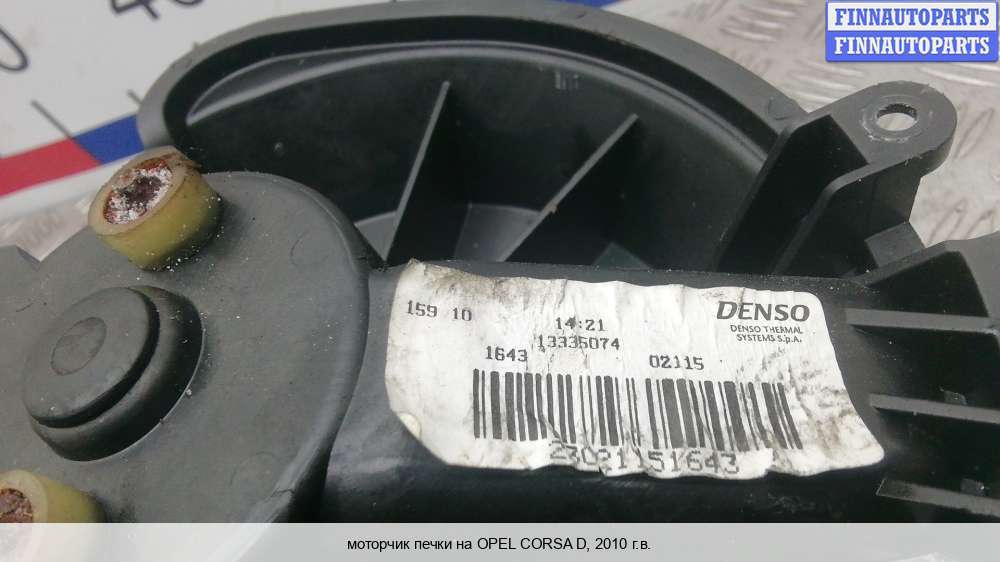 FINNAUTOPARTS
FINNAUTOPARTS
159 10
14:21
13335074
1643
02115
DENSO
DENSO THERMAL
SYSTEMS S.p.A.
23021151643
моторчик печки на OPEL CORSA D, 2010 г.в.